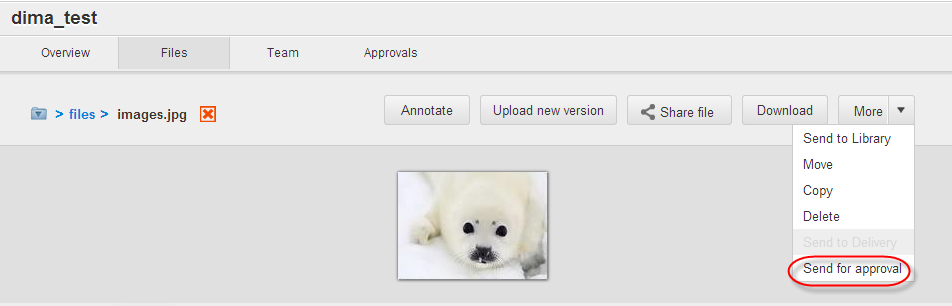 dima_test
Overview Files Team Approvals
> files > images.jpg Annotate Upload new version Share file Download More
Send to Library
Move
Copy
Delete
Send to Delivery
Send for approval